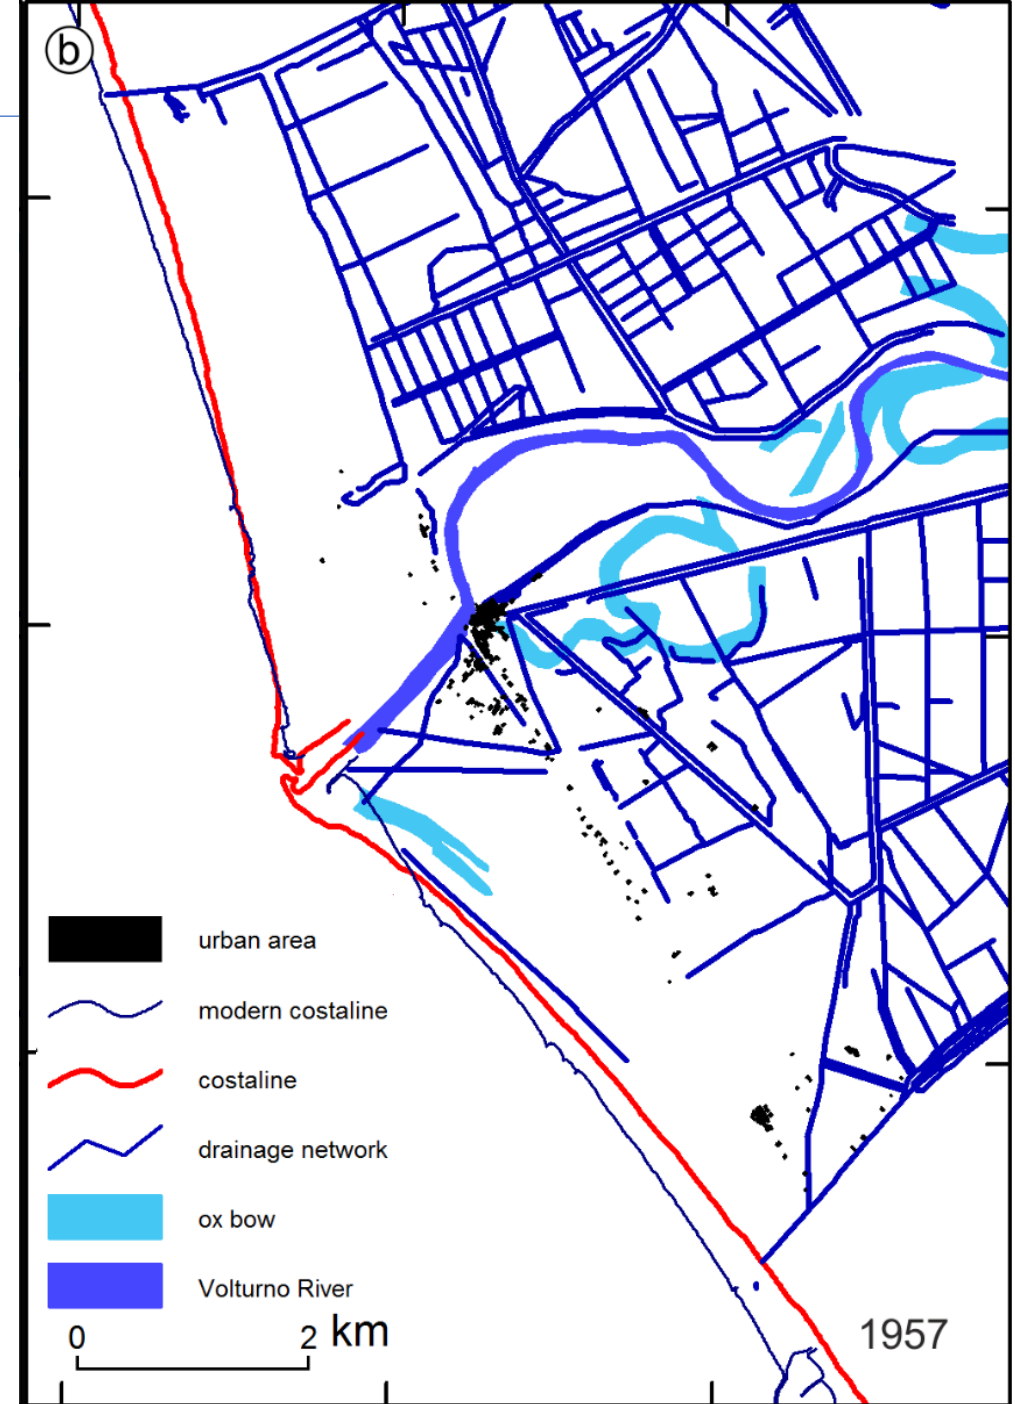 b
urban area
modern costaline
costaline
drainage network
ox bow
Volturno River
0 2 km
1957